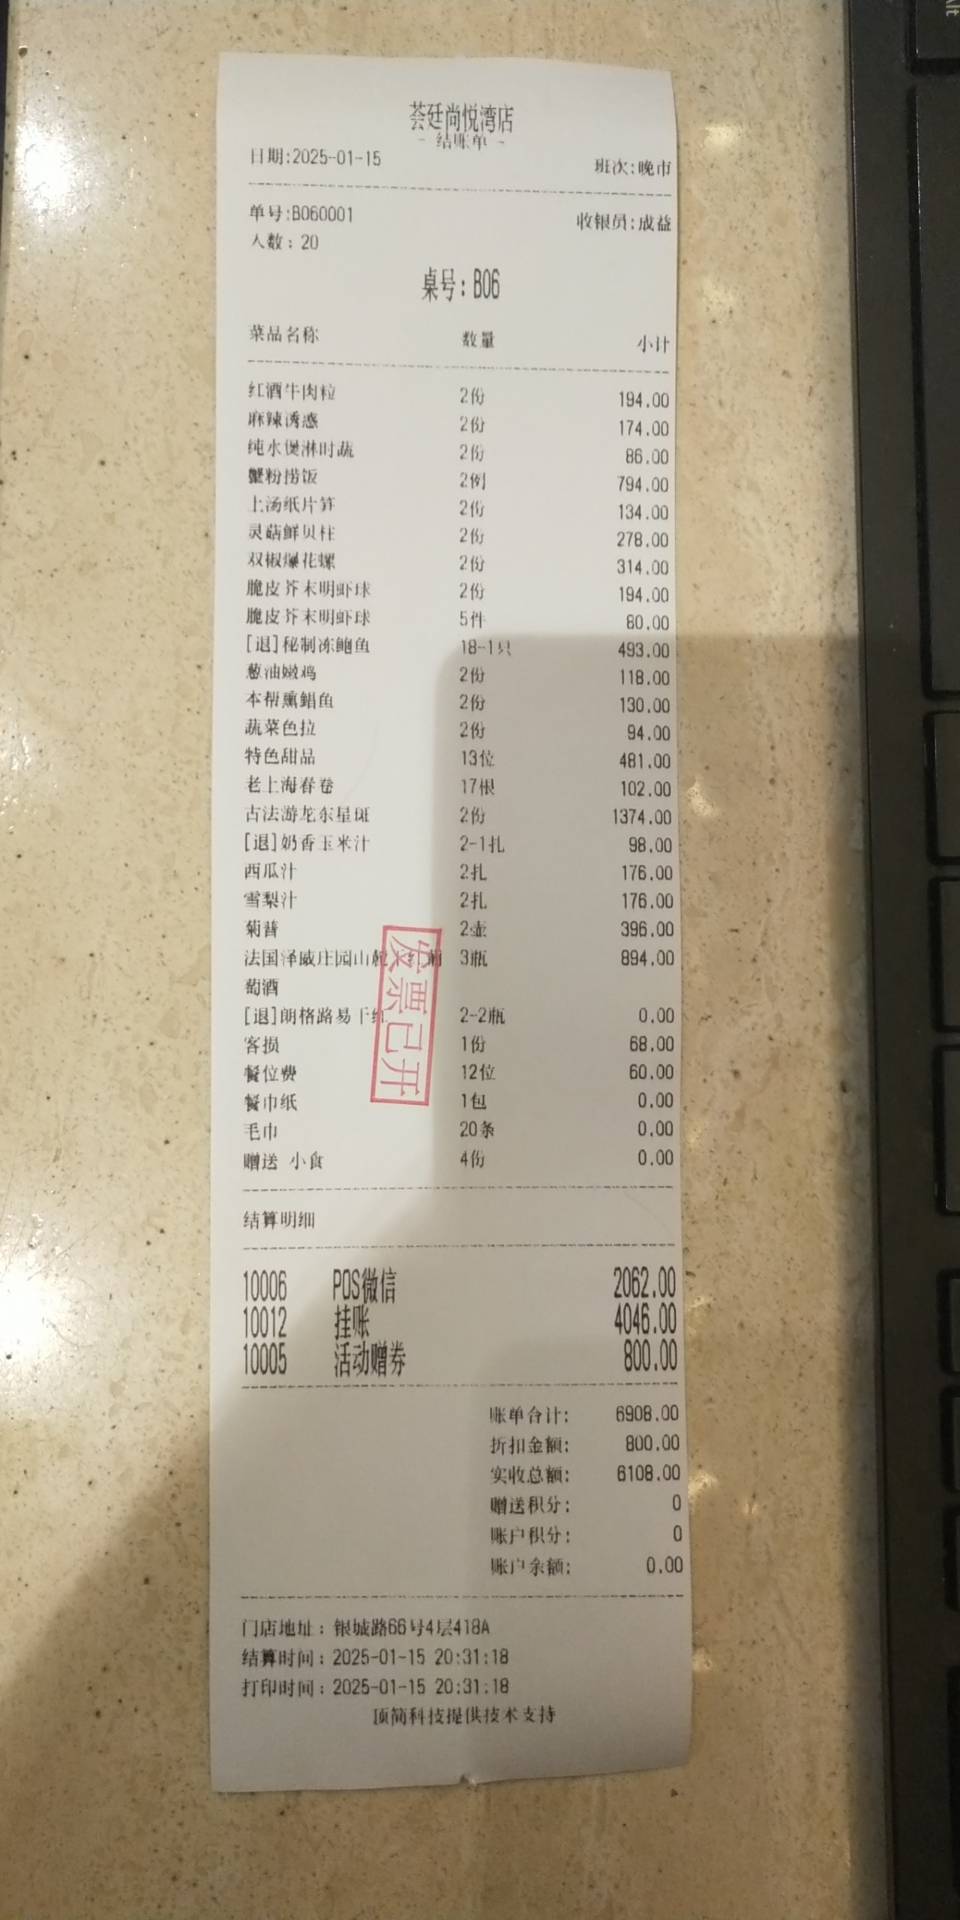 荟廷尚悦湾店
- 结账单 -
日期:2025-01-15 班次:晚市
单号:B060001 收银员:成益
人数: 20
桌号: B06
菜品名称 数量 小计
红酒牛肉粒 2份 194.00
麻辣诱惑 2份 174.00
纯水煲淋时蔬 2份 86.00
蟹粉捞饭 2例 794.00
上汤纸片笋 2份 134.00
灵菇鲜贝柱 2份 278.00
双椒爆花螺 2份 314.00
脆皮芥末明虾球 2份 194.00
脆皮芥末明虾球 5件 80.00
[退]秘制冻鲍鱼 18-1只 493.00
葱油嫩鸡 2份 118.00
本帮熏鲳鱼 2份 130.00
蔬菜色拉 2份 94.00
特色甜品 13位 481.00
老上海春卷 17根 102.00
古法游龙东星斑 2份 1374.00
[退]奶香玉米汁 2-1扎 98.00
西瓜汁 2扎 176.00
雪梨汁 2扎 176.00
菊普 2壶 396.00
法国泽威庄园山 3瓶 894.00
萄酒
[退]朗格路易干红 2-2瓶 0.00
客损 1份 68.00
餐位费 12位 60.00
餐巾纸 1包 0.00
毛巾 20条 0.00
赠送 小食 4份 0.00
发票已开
结算明细
10006 POS微信 2062.00
10012 挂账 4046.00
10005 活动赠券 800.00
账单合计: 6908.00
折扣金额: 800.00
实收总额: 6108.00
赠送积分: 0
账户积分: 0
账户余额: 0.00
门店地址: 银城路66号4层418A
结算时间: 2025-01-15 20:31:18
打印时间: 2025-01-15 20:31:18
顶简科技提供技术支持
Alt